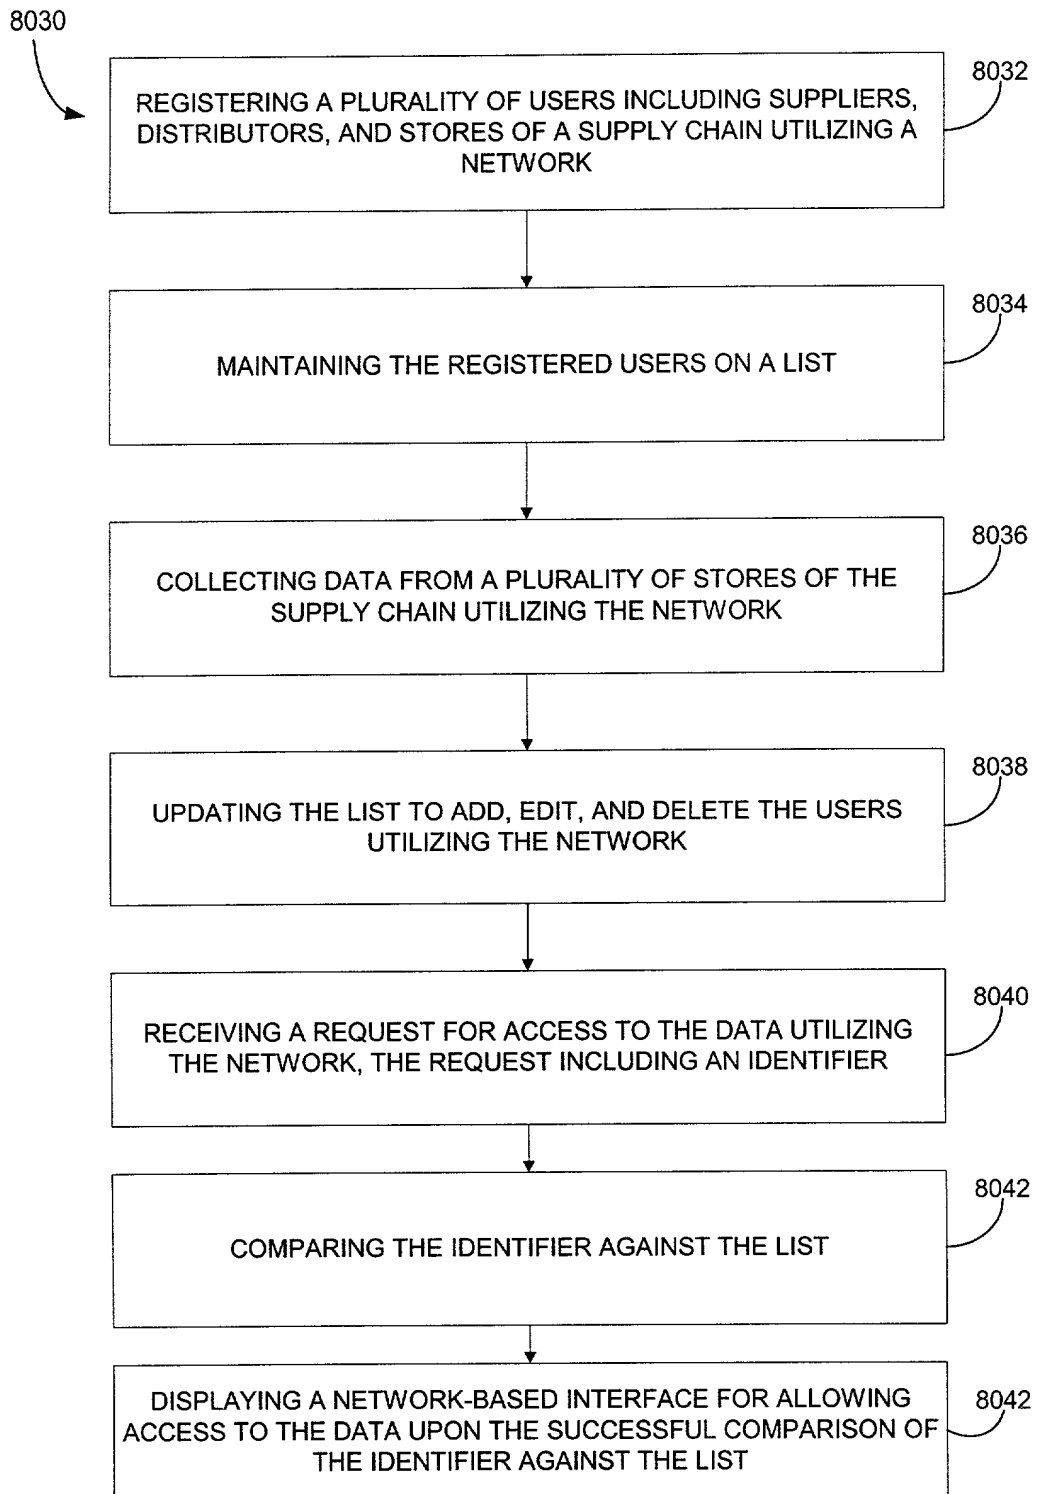 8030
8032
REGISTERING A PLURALITY OF USERS INCLUDING SUPPLIERS,
DISTRIBUTORS, AND STORES OF A SUPPLY CHAIN UTILIZING A
NETWORK
8034
MAINTAINING THE REGISTERED USERS ON A LIST
8036
COLLECTING DATA FROM A PLURALITY OF STORES OF THE
SUPPLY CHAIN UTILIZING THE NETWORK
8038
UPDATING THE LIST TO ADD, EDIT, AND DELETE THE USERS
UTILIZING THE NETWORK
8040
RECEIVING A REQUEST FOR ACCESS TO THE DATA UTILIZING
THE NETWORK, THE REQUEST INCLUDING AN IDENTIFIER
8042
COMPARING THE IDENTIFIER AGAINST THE LIST
8042
DISPLAYING A NETWORK-BASED INTERFACE FOR ALLOWING
ACCESS TO THE DATA UPON THE SUCCESSFUL COMPARISON OF
THE IDENTIFIER AGAINST THE LIST